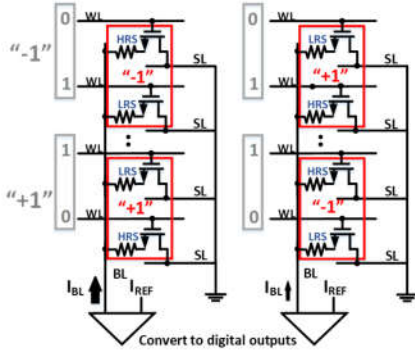 0 WL 0 WL
HRS LRS
"-1" "-1" SL "+1" SL
1 WL 1 WL
LRS HRS
SL SL
1 WL 1 WL
LRS HRS
"+1" "+1" SL "-1" SL
0 WL 0 WL
HRS LRS
SL SL
BL BL
IBL IREF IBL IREF
Convert to digital outputs